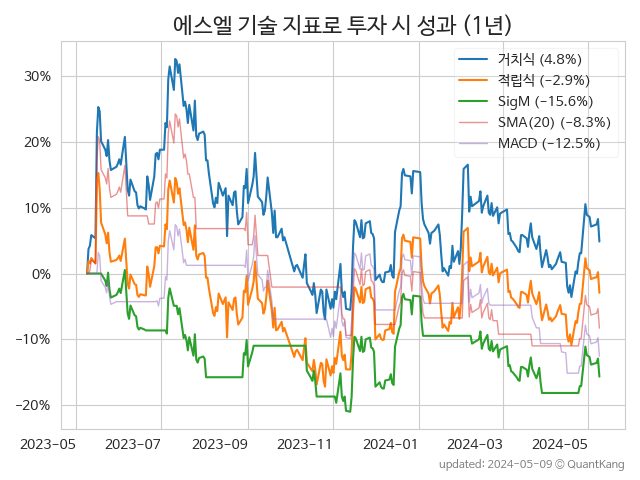 에스엘 기술 지표로 투자 시 성과 (1년)
거치식 (4.8%)
적립식 (−2.9%)
SigM (−15.6%)
SMA(20) (−8.3%)
MACD (−12.5%)
30%
20%
10%
0%
−10%
−20%
2023-05 2023-07 2023-09 2023-11 2024-01 2024-03 2024-05
updated: 2024-05-09 © QuantKang